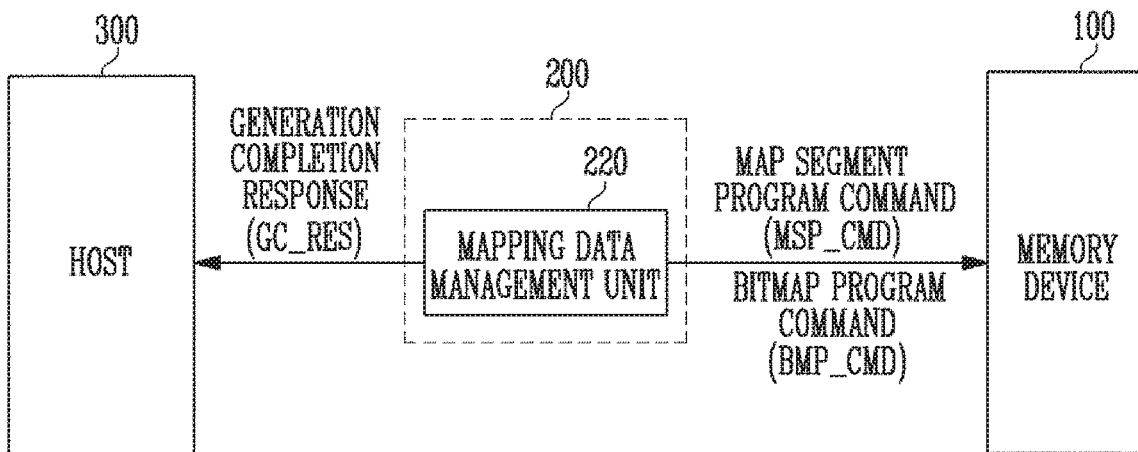 300
100
200
GENERATION
COMPLETION
RESPONSE
(GC_RES)
220
MAP SEGMENT
PROGRAM COMMAND
(MSP_CMD)
HOST
MAPPING DATA
MANAGEMENT UNIT
MEMORY
DEVICE
BITMAP PROGRAM
COMMAND
(BMP_CMD)